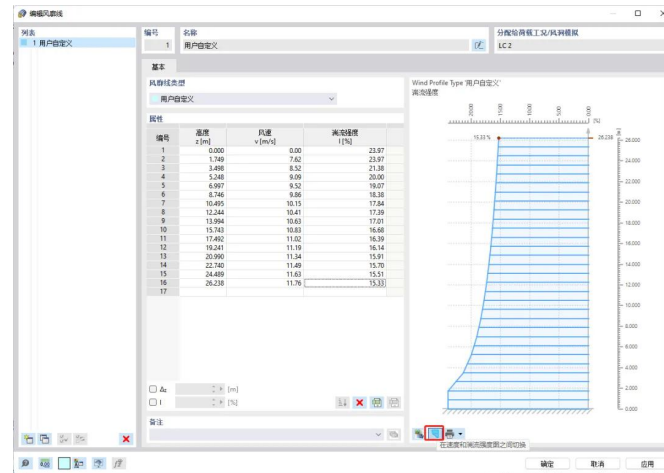 编辑风廓线
列表
1 用户自定义
编号
1
名称
用户自定义
分配给荷载工况/风洞模拟
LC 2
基本
风廓线类型
用户自定义
属性
编号 高度 z [m] 风速 v [m/s] 湍流强度 I [%]
1 0.000 0.00 23.97
2 1.749 7.62 23.97
3 3.498 8.52 21.38
4 5.248 9.09 20.00
5 6.997 9.52 19.07
6 8.746 9.86 18.38
7 10.495 10.15 17.84
8 12.244 10.41 17.39
9 13.994 10.63 17.01
10 15.743 10.83 16.68
11 17.492 11.02 16.39
12 19.241 11.19 16.14
13 20.990 11.34 15.91
14 22.740 11.49 15.70
15 24.489 11.63 15.51
16 26.238 11.76 15.33
17
Δz [m]
I [%]
备注
Wind Profile Type '用户自定义'
湍流强度
20.00 15.00 10.00 5.00 0.00 [%]
15.33 %
26.238
[m]
26.000
24.000
22.000
20.000
18.000
16.000
14.000
12.000
10.000
8.000
6.000
4.000
2.000
0.000
在速度和湍流强度图之间切换
确定 取消 应用